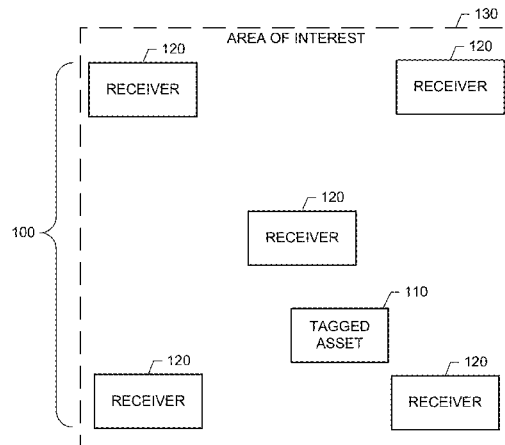 130
AREA OF INTEREST
120
120
RECEIVER
RECEIVER
120
100
RECEIVER
110
TAGGED
ASSET
120
120
RECEIVER
RECEIVER